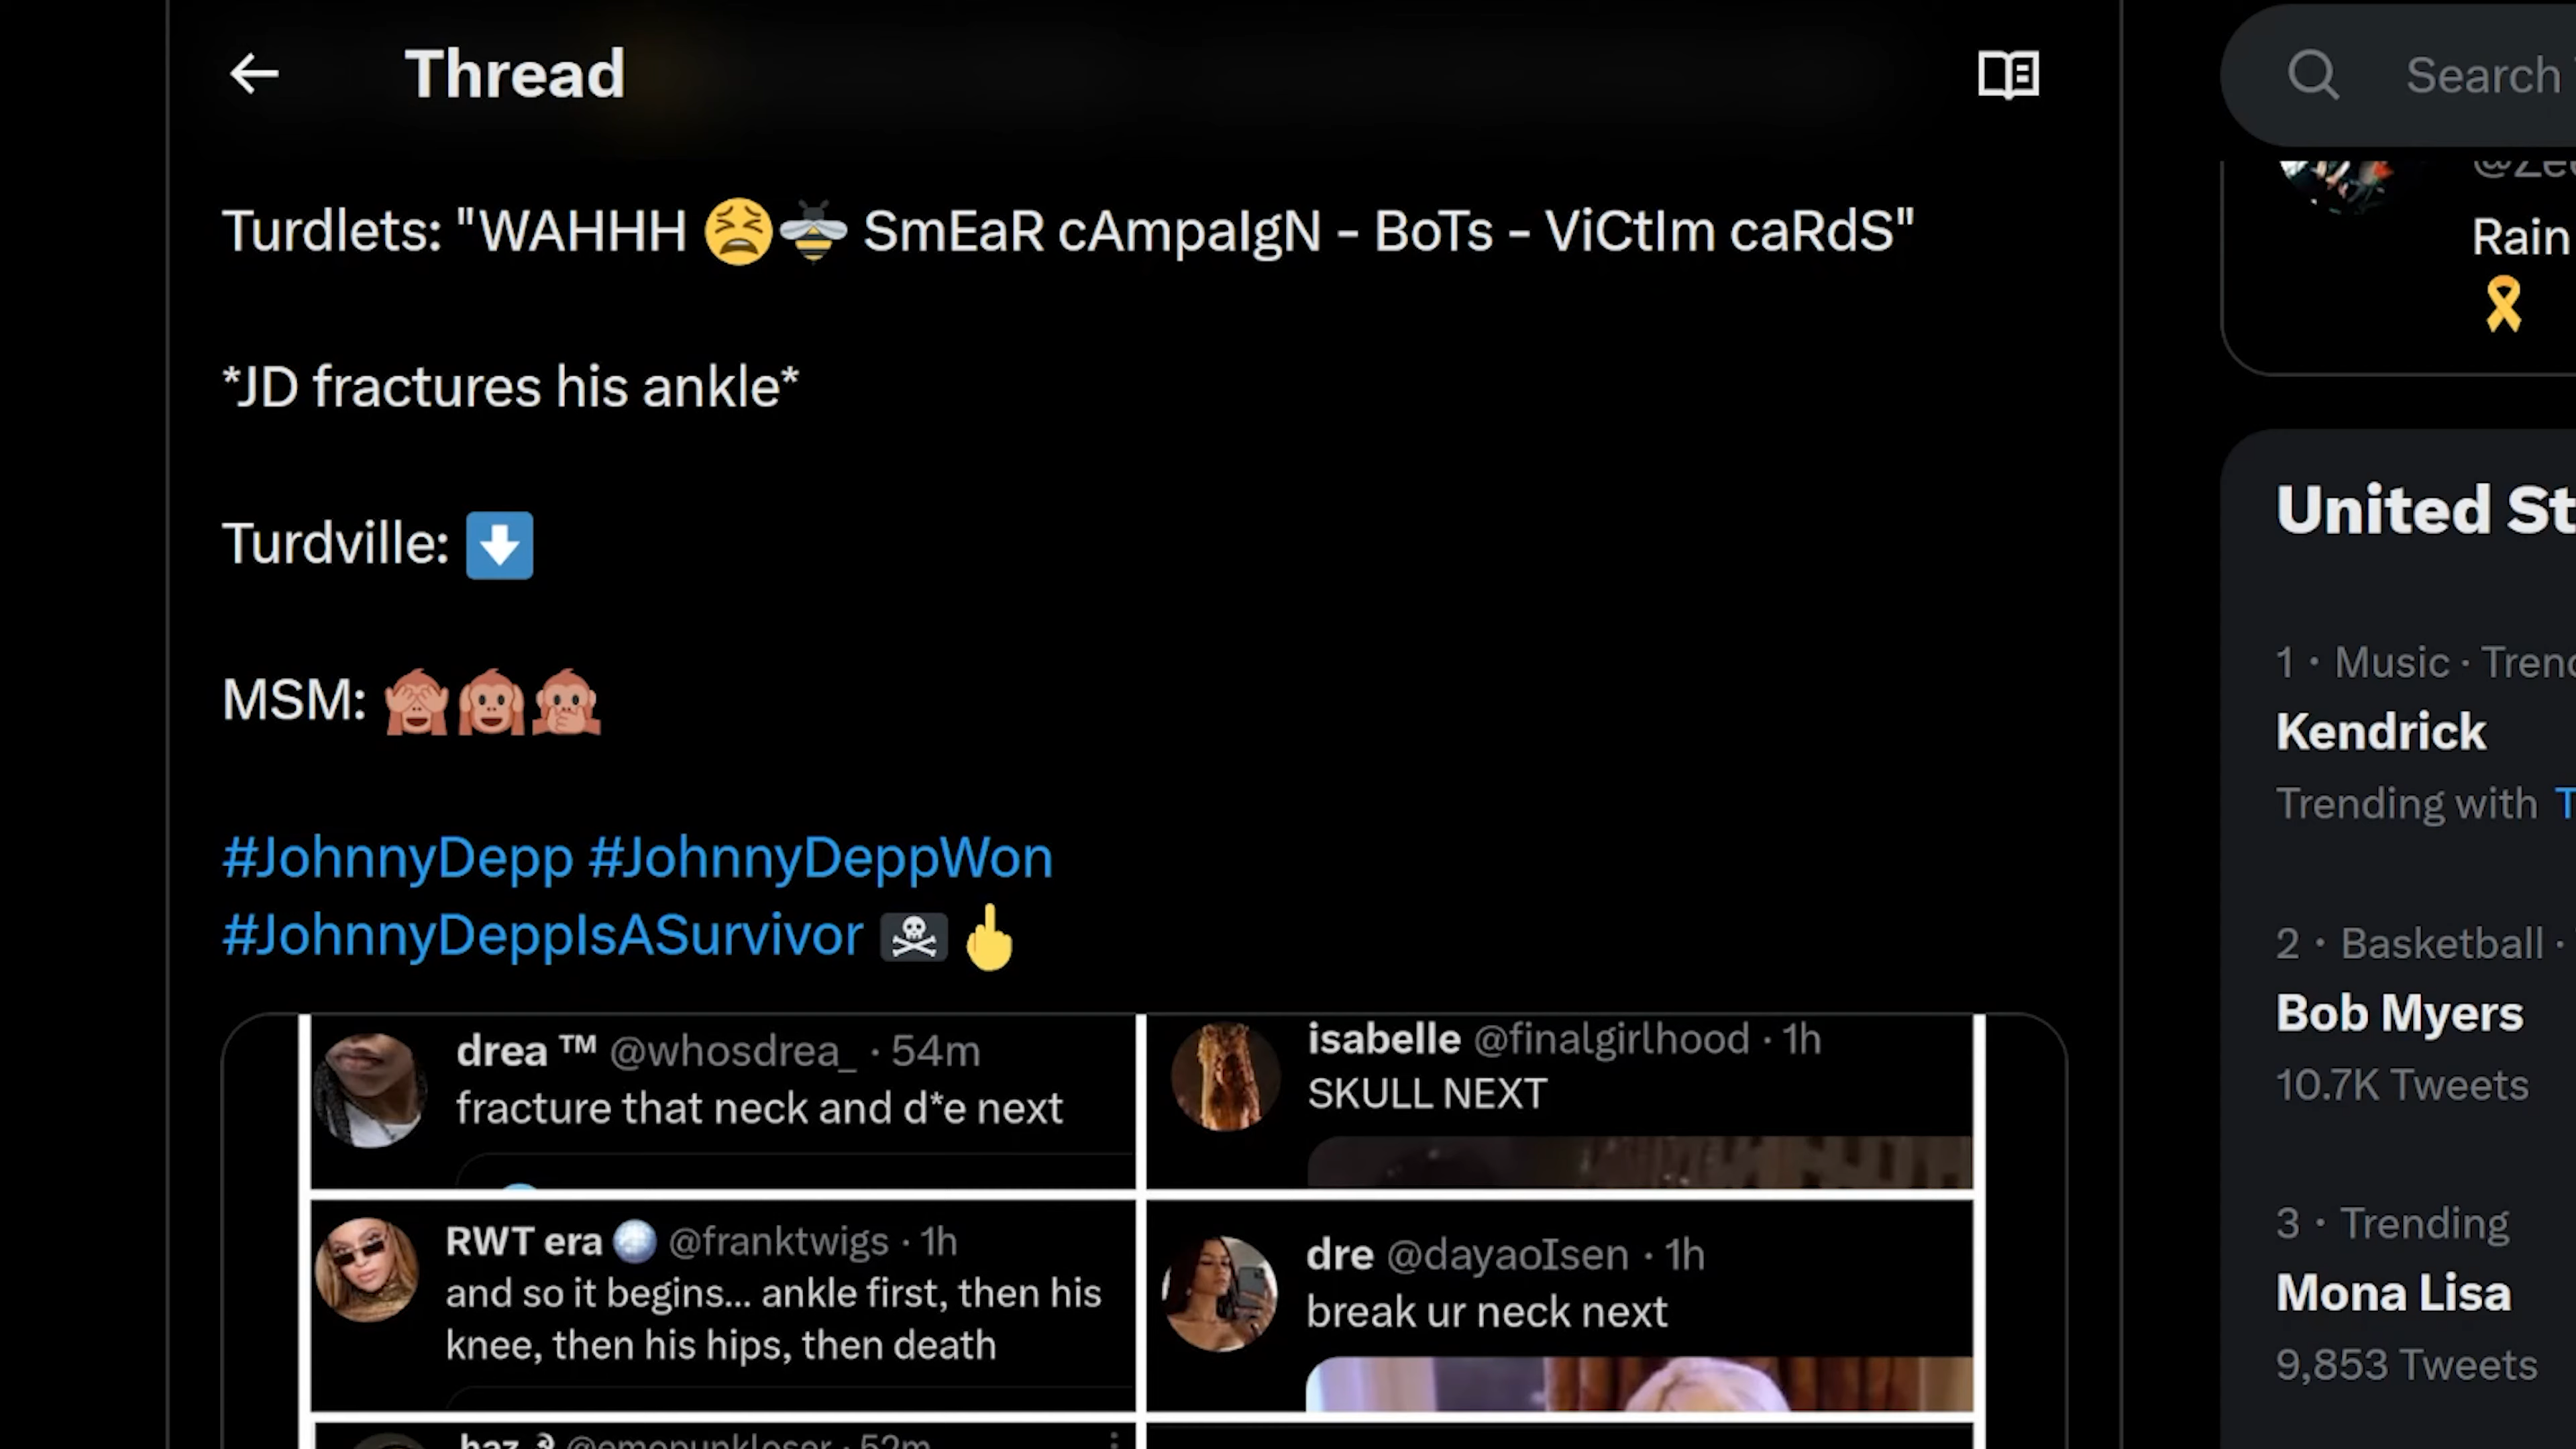 Thread
Turdlets: "WAHHH 😫🐝 SmEaR cAmpaIgN - BoTs - ViCtIm caRdS"
*JD fractures his ankle*
Turdville: ⬇️
MSM: 🙈🙉🙊
#JohnnyDepp #JohnnyDeppWon
#JohnnyDeppIsASurvivor 🏴‍☠️🖕
drea ™ @whosdrea_ · 54m
fracture that neck and d*e next
isabelle @finalgirlhood · 1h
SKULL NEXT
RWT era 🪩 @franktwigs · 1h
and so it begins... ankle first, then his
knee, then his hips, then death
dre @dayaoIsen · 1h
break ur neck next
haz @emopunkloser · 52m
Search
Rain
🎗️
United St
1 · Music · Trend
Kendrick
Trending with T
2 · Basketball ·
Bob Myers
10.7K Tweets
3 · Trending
Mona Lisa
9,853 Tweets